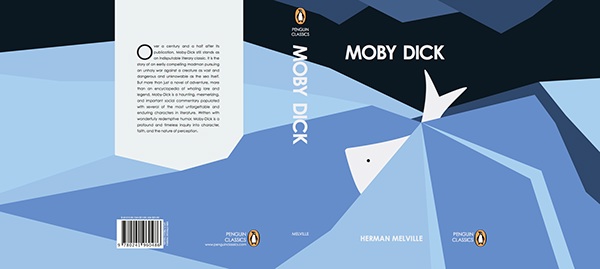 Over a century and a half after its
publication, Moby-Dick still stands as
an indisputable literary classic. It is the
story of an eerily compelling madman pursuing
an unholy war against a creature as vast and
dangerous and unknowable as the sea itself.
But more than just a novel of adventure, more
than an encyclopedia of whaling lore and
legend, Moby-Dick is a haunting, mesmerizing,
and important social commentary populated
with several of the most unforgettable and
enduring characters in literature. Written with
wonderfully redemptive humor, Moby-Dick is a
profound and timeless inquiry into character,
faith, and the nature of perception.
9 780241 960486
PENGUIN
CLASSICS
www.penguinclassics.com
PENGUIN
CLASSICS
MOBY DICK
MELVILLE
MOBY DICK
HERMAN MELVILLE
PENGUIN
CLASSICS